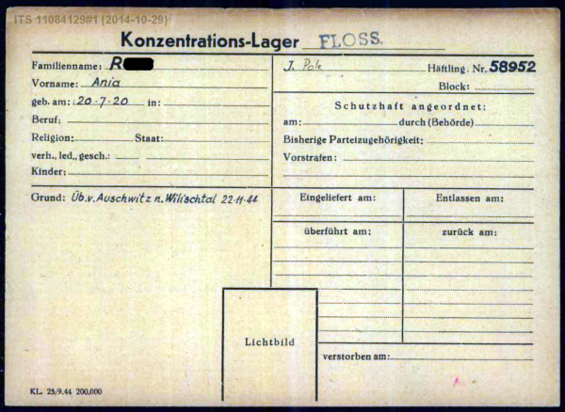 ITS 11084129#1 (2014-10-29)
Konzentrations-Lager FLOSS.
Familienname: R
J. Pole Häftling. Nr. 58952
Vorname: Ania
Block:
geb. am: 20.7.20 in:
Schutzhaft angeordnet:
Beruf:
am: durch (Behörde)
Religion: Staat:
Bisherige Parteizugehörigkeit:
verh., led., gesch.:
Vorstrafen:
Kinder:
Grund: Üb.v. Auschwitz n. Wilischtal 22-11-44
Eingeliefert am: Entlassen am:
überführt am: zurück am:
Lichtbild
verstorben am:
KL. 25/9.44 200,000